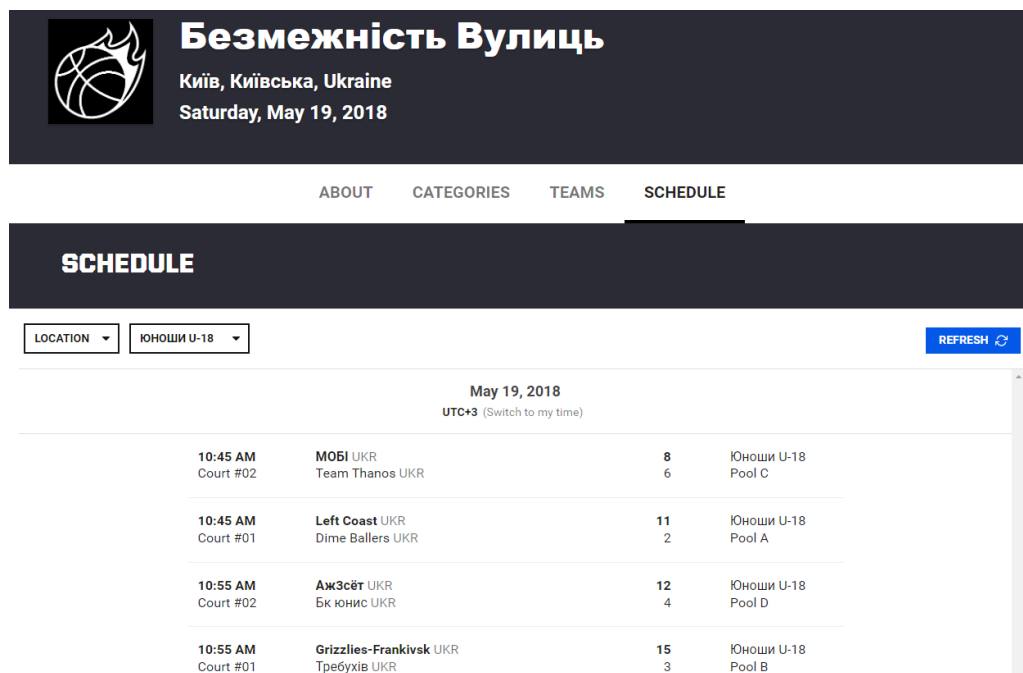 Безмежність Вулиць
Київ, Київська, Ukraine
Saturday, May 19, 2018
ABOUT CATEGORIES TEAMS SCHEDULE
SCHEDULE
LOCATION ЮНОШИ U-18 REFRESH
May 19, 2018
UTC+3 (Switch to my time)
10:45 AM МОБІ UKR 8 Юноши U-18
Court #02 Team Thanos UKR 6 Pool C
10:45 AM Left Coast UKR 11 Юноши U-18
Court #01 Dime Ballers UKR 2 Pool A
10:55 AM Аж3сёт UKR 12 Юноши U-18
Court #02 Бк юнис UKR 4 Pool D
10:55 AM Grizzlies-Frankivsk UKR 15 Юноши U-18
Court #01 Требухів UKR 3 Pool B